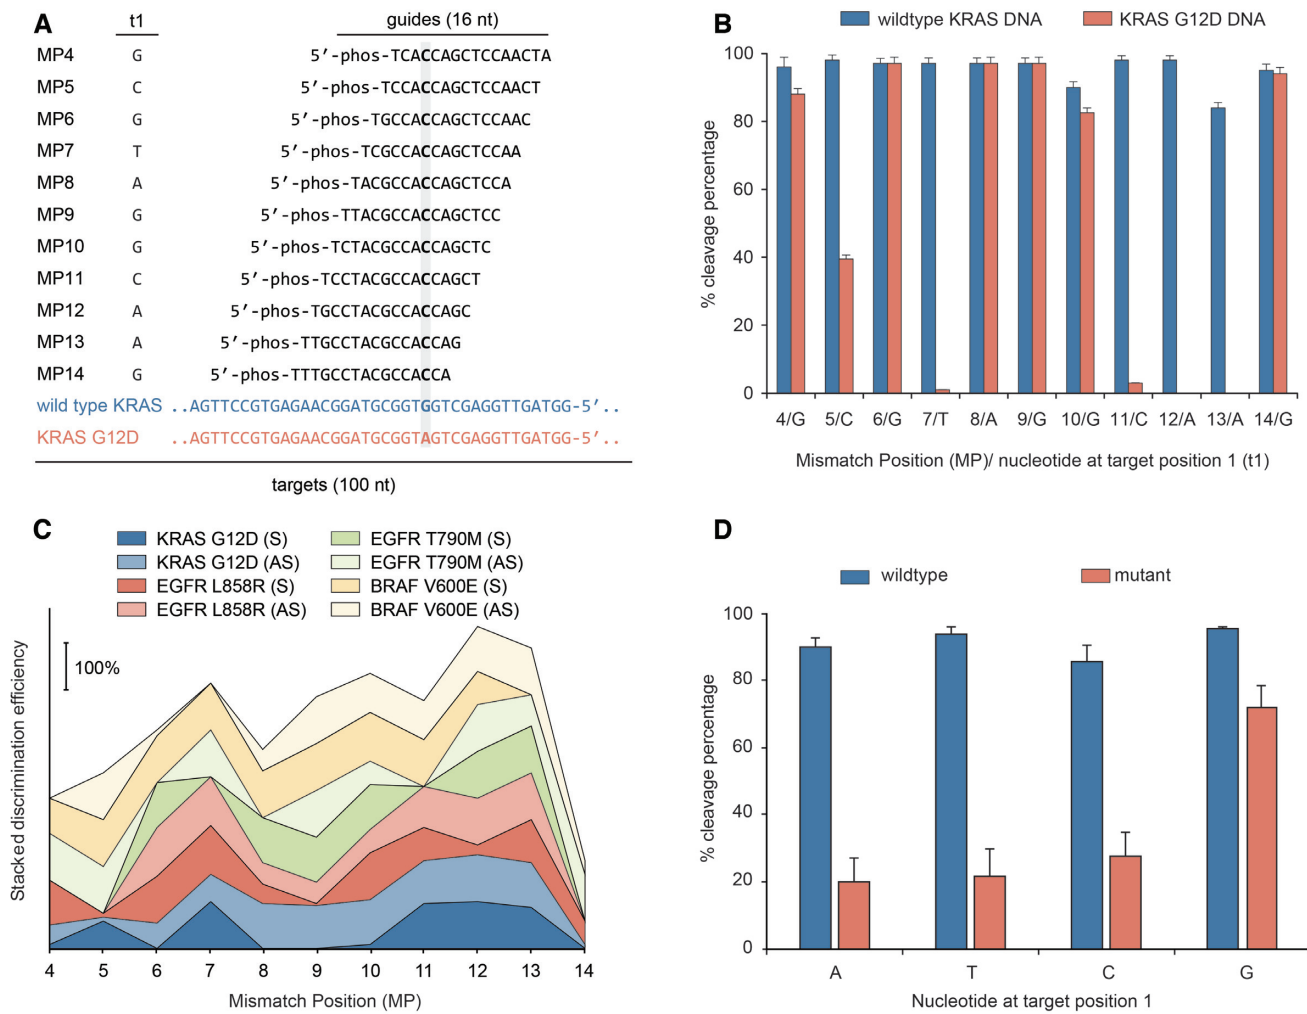 A
t1 guides (16 nt)
MP4 G 5’-phos-TCACCAGCTCCAACTA
MP5 C 5’-phos-TCCACCAGCTCCAACT
MP6 G 5’-phos-TGCCACCAGCTCCAAC
MP7 T 5’-phos-TCGCCACCAGCTCCAA
MP8 A 5’-phos-TACGCCACCAGCTCCA
MP9 G 5’-phos-TTACGCCACCAGCTCC
MP10 G 5’-phos-TCTACGCCACCAGCTC
MP11 C 5’-phos-TCCTACGCCACCAGCT
MP12 A 5’-phos-TGCCTACGCCACCAGC
MP13 A 5’-phos-TTGCCTACGCCACCAG
MP14 G 5’-phos-TTTGCCTACGCCACCA
wild type KRAS ..AGTTCCGTGAGAACGGATGCGGTGGTCGAGGTTGATGG-5’..
KRAS G12D ..AGTTCCGTGAGAACGGATGCGGTAGTCGAGGTTGATGG-5’..
targets (100 nt)
B
wildtype KRAS DNA KRAS G12D DNA
% cleavage percentage
100
80
60
40
20
0
4/G 5/C 6/G 7/T 8/A 9/G 10/G 11/C 12/A 13/A 14/G
Mismatch Position (MP)/ nucleotide at target position 1 (t1)
C
KRAS G12D (S) EGFR T790M (S)
KRAS G12D (AS) EGFR T790M (AS)
EGFR L858R (S) BRAF V600E (S)
EGFR L858R (AS) BRAF V600E (AS)
100%
Stacked discrimination efficiency
4 5 6 7 8 9 10 11 12 13 14
Mismatch Position (MP)
D
wildtype mutant
% cleavage percentage
100
80
60
40
20
0
A T C G
Nucleotide at target position 1